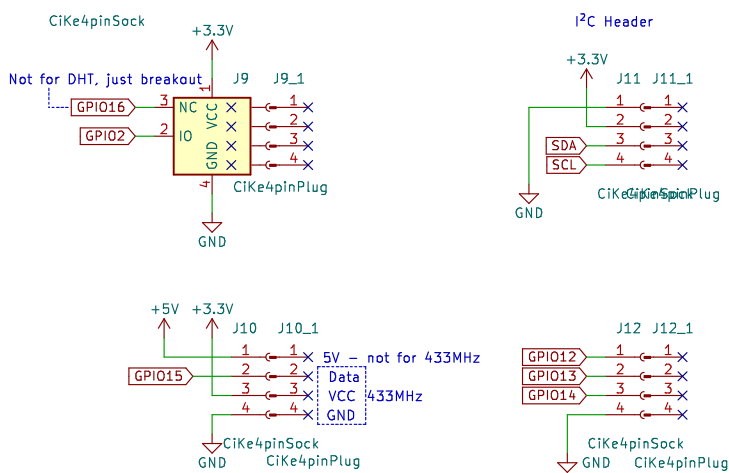 CiKe4pinSock
I²C Header
+3.3V
Not for DHT, just breakout
J9 J9_1
+3.3V
J11 J11_1
1
GPIO16 3 NC VCC 1 1
GPIO2 2 IO 2
GND 3
4
4
CiKe4pinPlug
GND
1 1
2 2
SDA 3 3
SCL 4 4
CiKe4pinSock
CiKe4pinPlug
GND
+5V +3.3V
J10 J10_1
1 1 5V – not for 433MHz
GPIO15 2 2 Data
3 3 VCC 433MHz
4 4 GND
CiKe4pinSock
GND
CiKe4pinPlug
J12 J12_1
GPIO12 1 1
GPIO13 2 2
GPIO14 3 3
4 4
CiKe4pinSock
GND
CiKe4pinPlug